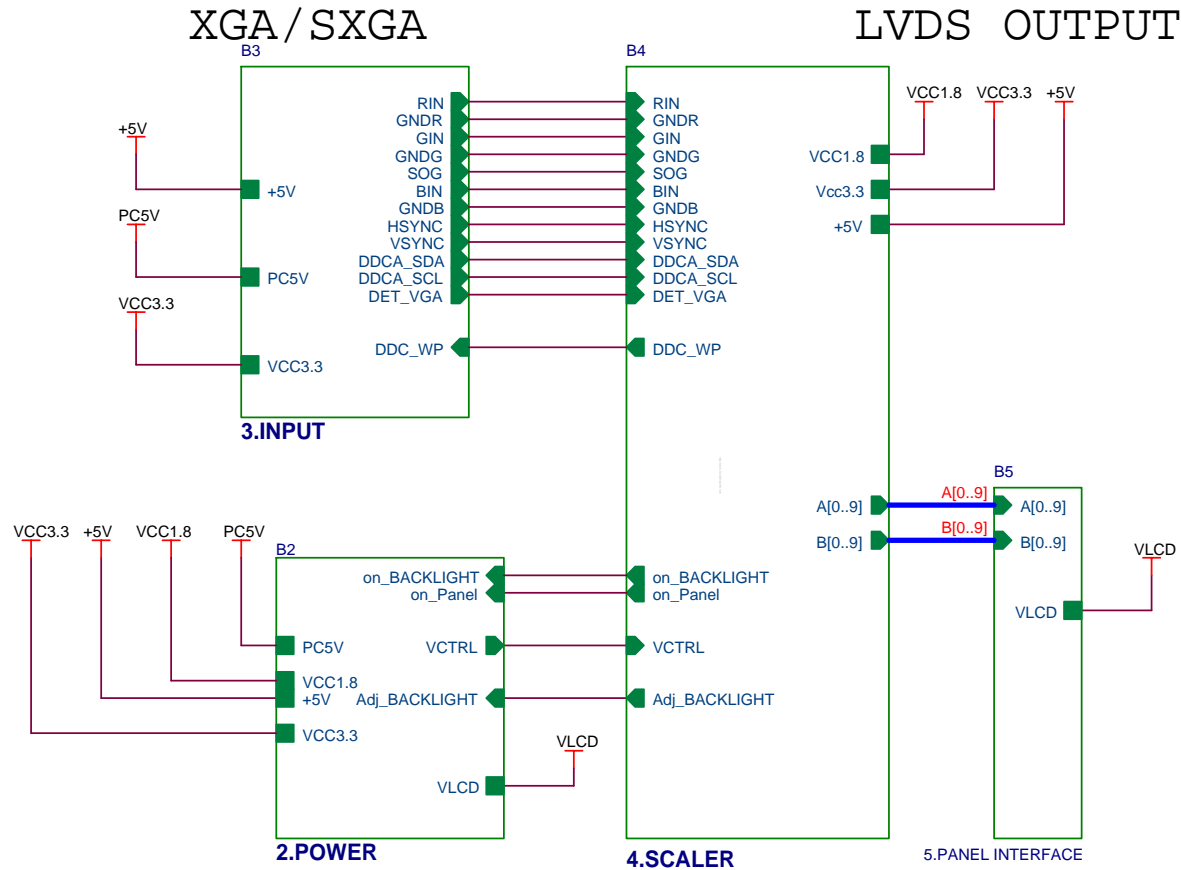 XGA/SXGA
LVDS OUTPUT
B3
RIN
GNDR
GIN
GNDG
SOG
BIN
GNDB
HSYNC
VSYNC
DDCA_SDA
DDCA_SCL
DET_VGA
DDC_WP
+5V
+5V
PC5V
PC5V
VCC3.3
VCC3.3
3.INPUT
B4
RIN
GNDR
GIN
GNDG
SOG
BIN
GNDB
HSYNC
VSYNC
DDCA_SDA
DDCA_SCL
DET_VGA
DDC_WP
VCC1.8 VCC3.3 +5V
VCC1.8
Vcc3.3
+5V
A[0..9]
B[0..9]
A[0..9]
B[0..9]
B5
A[0..9]
B[0..9]
VLCD
VLCD
5.PANEL INTERFACE
VCC3.3 +5V VCC1.8 PC5V
B2
on_BACKLIGHT
on_Panel
PC5V
VCTRL
VCC1.8
+5V
Adj_BACKLIGHT
VCC3.3
VLCD
VLCD
2.POWER
on_BACKLIGHT
on_Panel
VCTRL
Adj_BACKLIGHT
4.SCALER